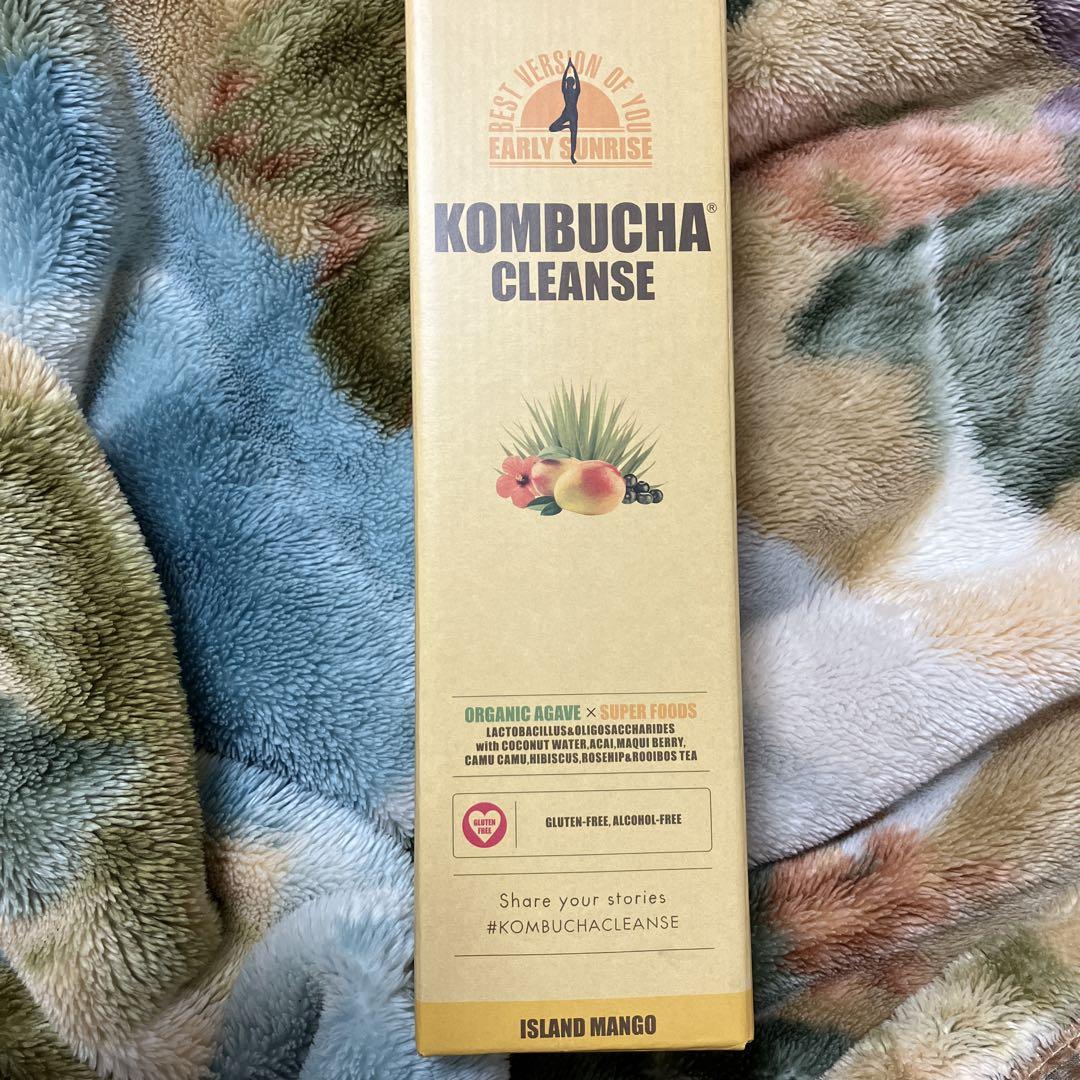 BEST VERSION OF YOU
EARLY SUNRISE
KOMBUCHA®
CLEANSE
ORGANIC AGAVE × SUPER FOODS
LACTOBACILLUS&OLIGOSACCHARIDES
with COCONUT WATER,ACAI,MAQUI BERRY,
CAMU CAMU,HIBISCUS,ROSEHIP&ROOIBOS TEA
GLUTEN
FREE
GLUTEN-FREE, ALCOHOL-FREE
Share your stories
#KOMBUCHACLEANSE
ISLAND MANGO